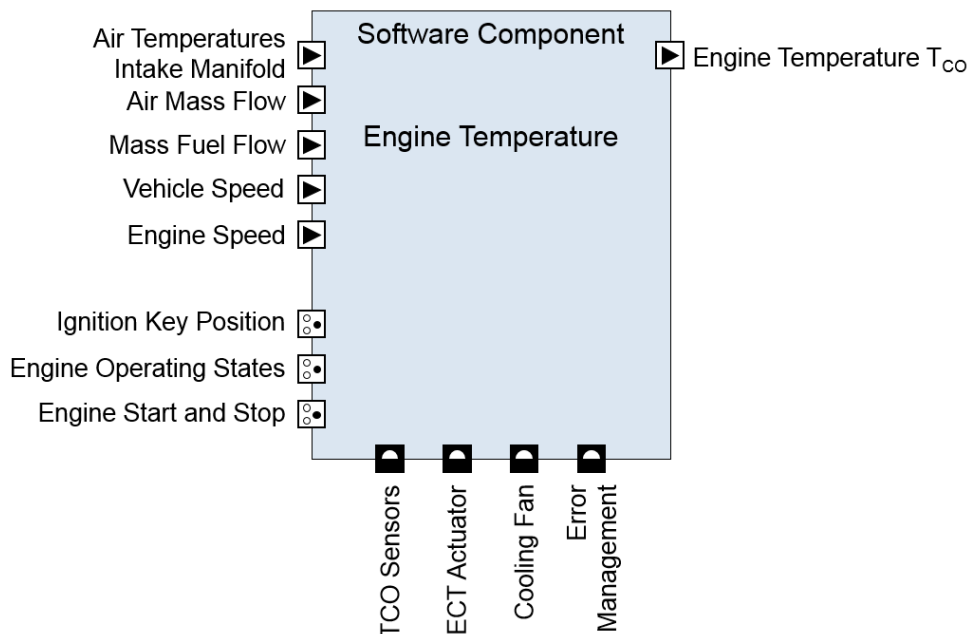 Software Component
Engine Temperature
Air Temperatures
Intake Manifold
Air Mass Flow
Mass Fuel Flow
Vehicle Speed
Engine Speed
Ignition Key Position
Engine Operating States
Engine Start and Stop
Engine Temperature TCO
TCO Sensors
ECT Actuator
Cooling Fan
Error
Management